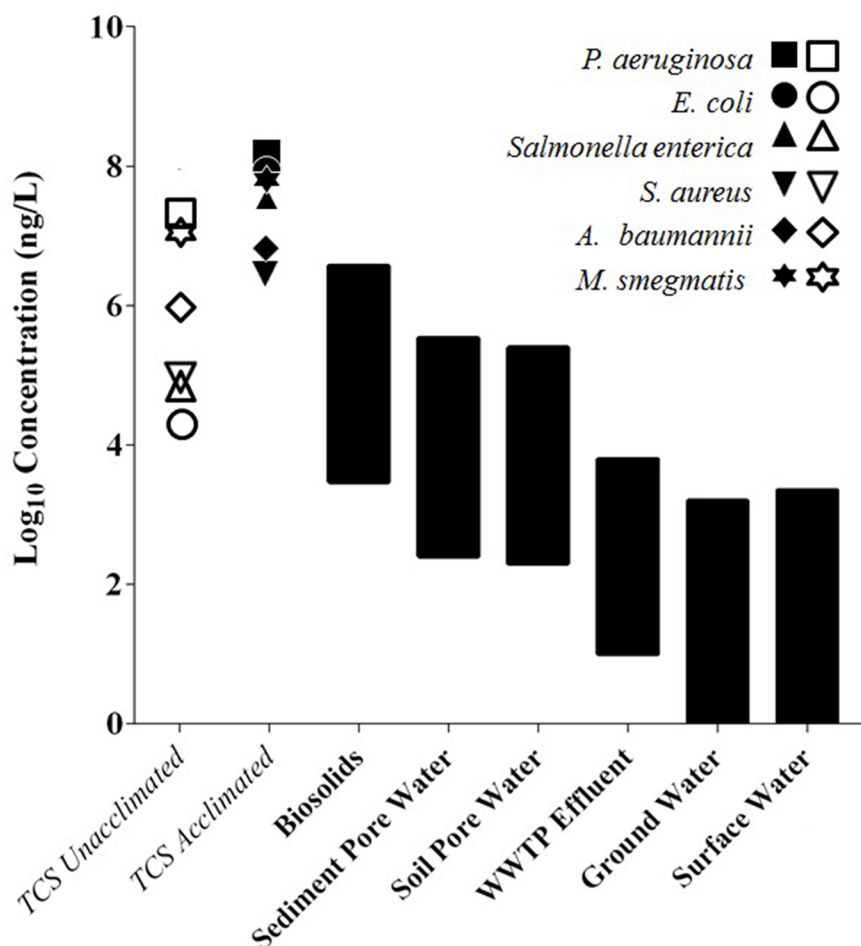 10
8
6
4
2
0
Log10 Concentration (ng/L)
P. aeruginosa
E. coli
Salmonella enterica
S. aureus
A. baumannii
M. smegmatis
TCS Unacclimated
TCS Acclimated
Biosolids
Sediment Pore Water
Soil Pore Water
WWTP Effluent
Ground Water
Surface Water